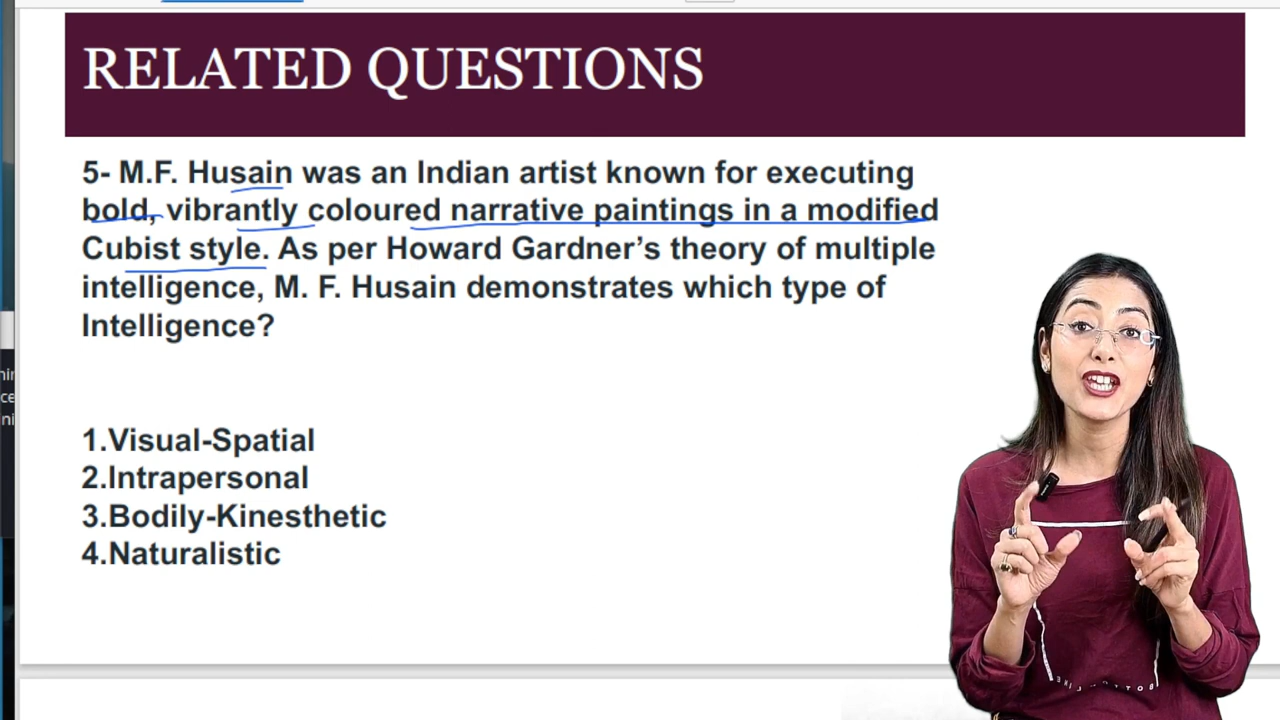 RELATED QUESTIONS
5- M.F. Husain was an Indian artist known for executing
bold, vibrantly coloured narrative paintings in a modified
Cubist style. As per Howard Gardner’s theory of multiple
intelligence, M. F. Husain demonstrates which type of
Intelligence?
1.Visual-Spatial
2.Intrapersonal
3.Bodily-Kinesthetic
4.Naturalistic